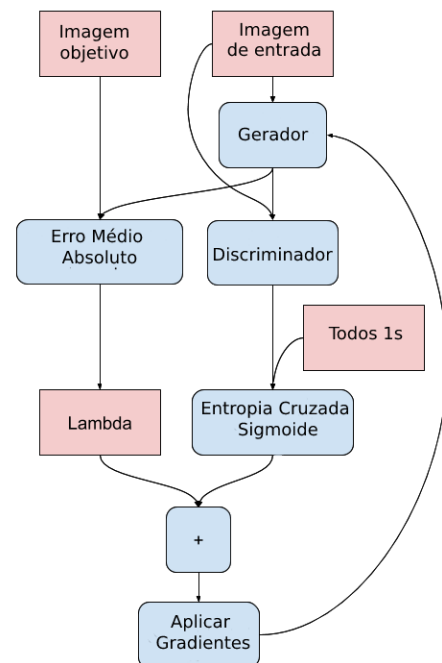 Imagem
objetivo
Imagem
de entrada
Gerador
Erro Médio
Absoluto
Discriminador
Todos 1s
Lambda
Entropia Cruzada
Sigmoide
+
Aplicar
Gradientes